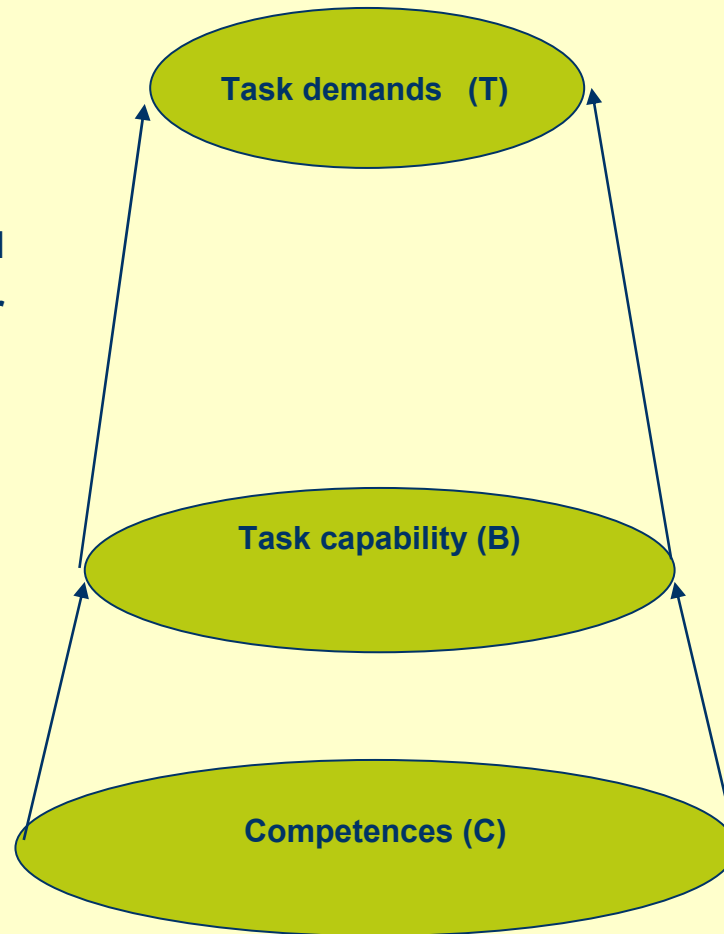 Task demands (T)
Task capability (B)
Competences (C)